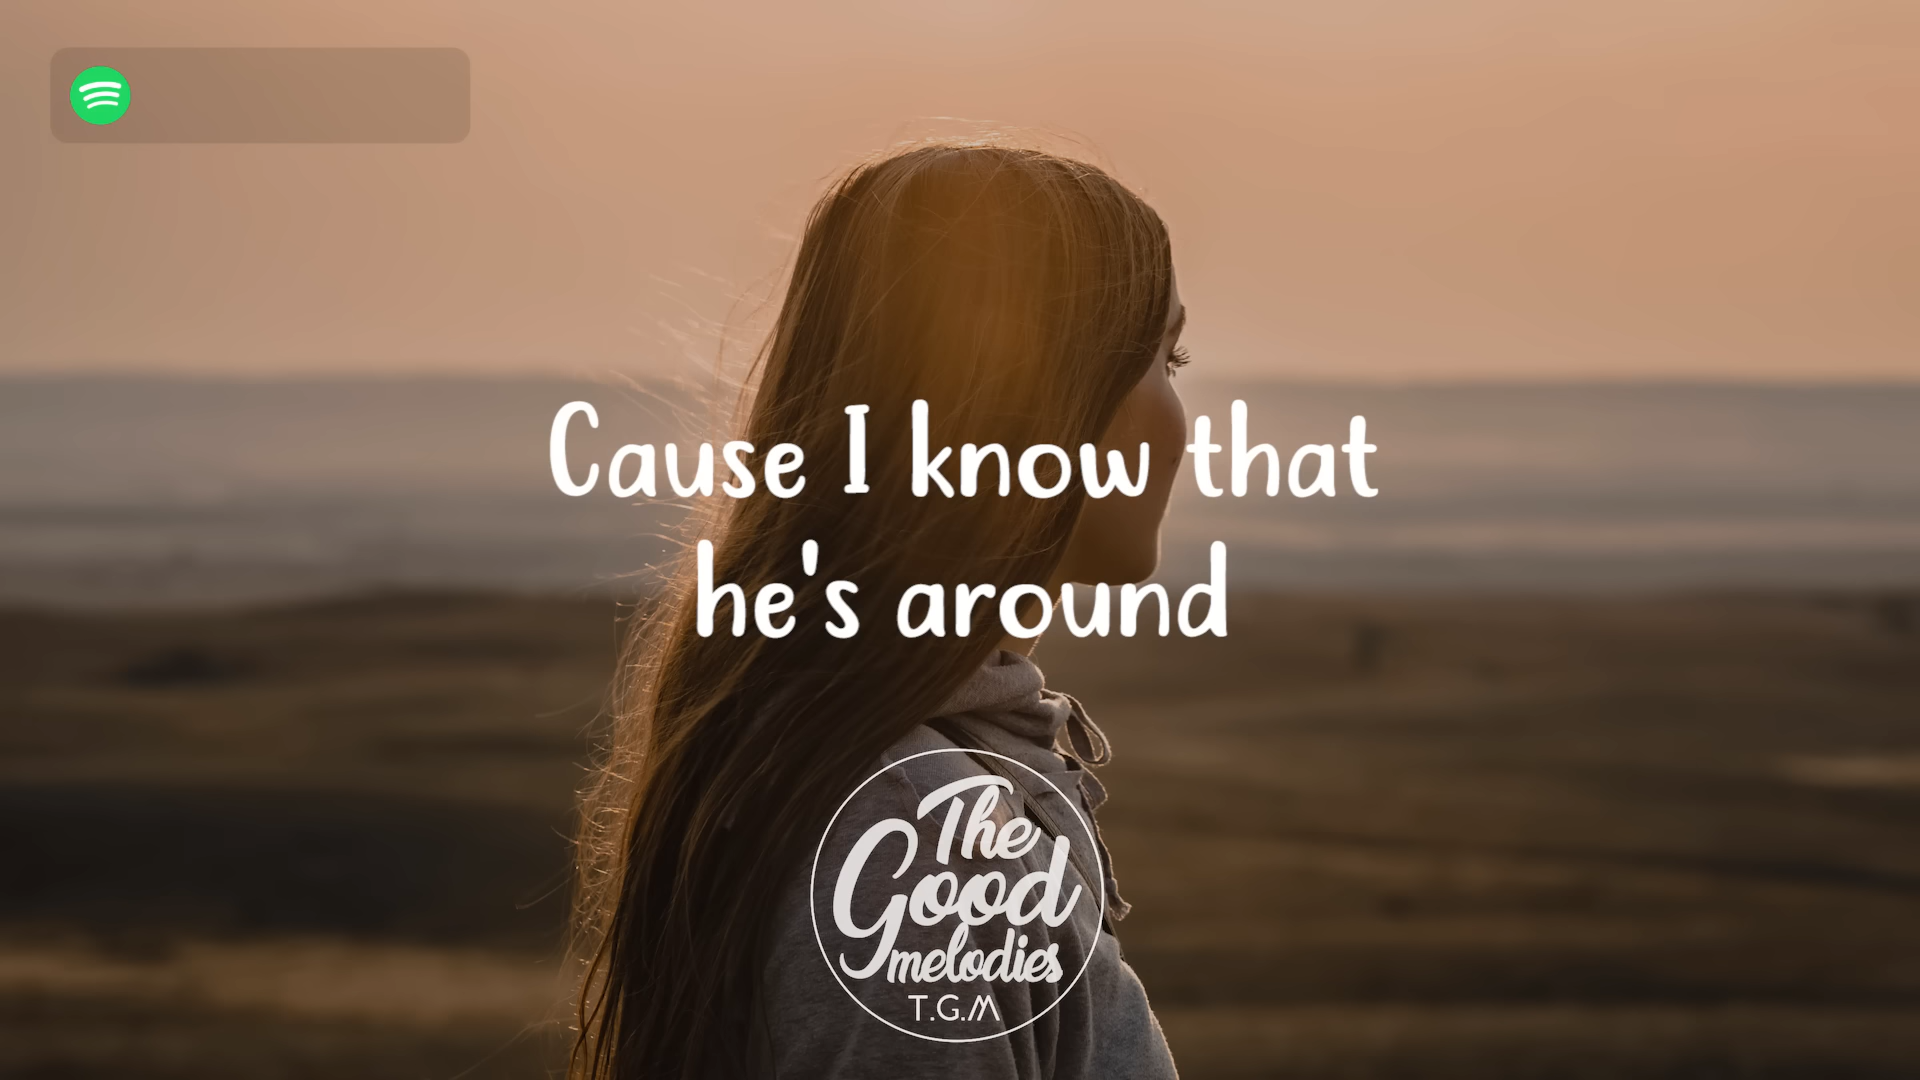 Cause I know that
he's around
The
Good
melodies
T.G.M